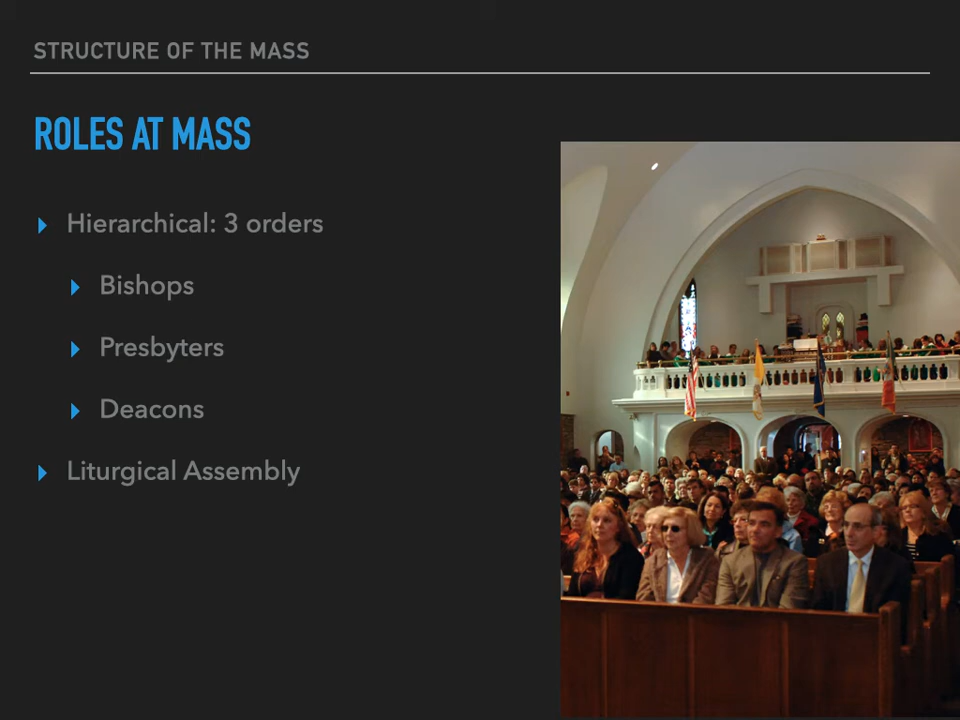 STRUCTURE OF THE MASS
ROLES AT MASS
Hierarchical: 3 orders
Bishops
Presbyters
Deacons
Liturgical Assembly